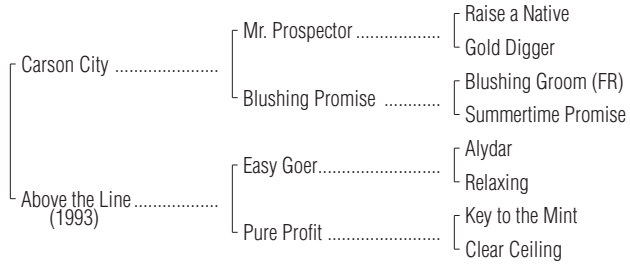 Raise a Native
Mr. Prospector ..................
Gold Digger
Carson City ......................
Blushing Groom (FR)
Blushing Promise ............
Summertime Promise
Alydar
Easy Goer..........................
Relaxing
Above the Line..................
(1993)
Key to the Mint
Pure Profit ........................
Clear Ceiling